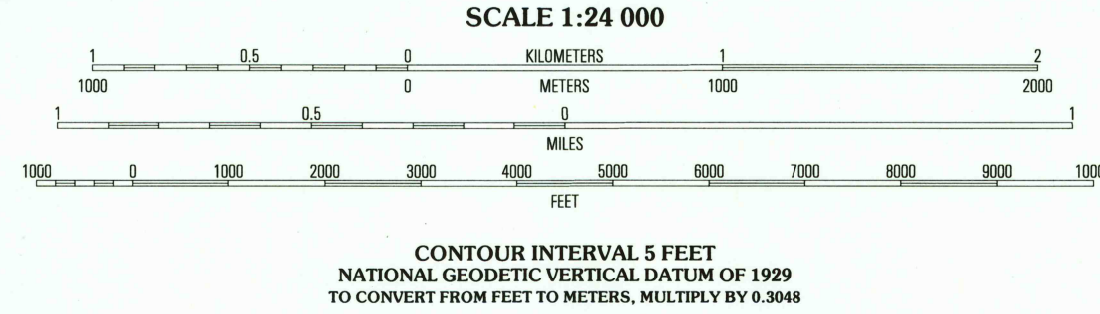 SCALE 1:24 000
1 0.5 0 KILOMETERS 1 2
1000 0 METERS 1000 2000
1 0.5 0 1
MILES
1000 0 1000 2000 3000 4000 5000 6000 7000 8000 9000 1000
FEET
CONTOUR INTERVAL 5 FEET
NATIONAL GEODETIC VERTICAL DATUM OF 1929
TO CONVERT FROM FEET TO METERS, MULTIPLY BY 0.3048